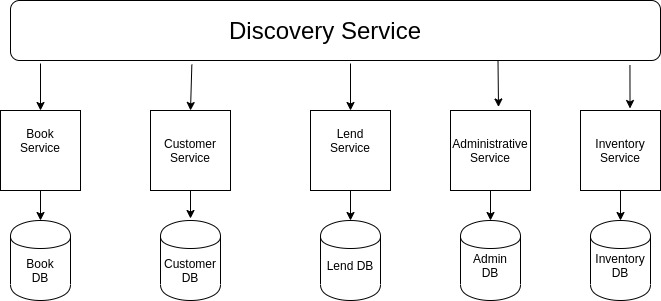 Discovery Service
Book
Service
Customer
Service
Lend
Service
Administrative
Service
Inventory
Service
Book
DB
Customer
DB
Lend DB
Admin
DB
Inventory
DB